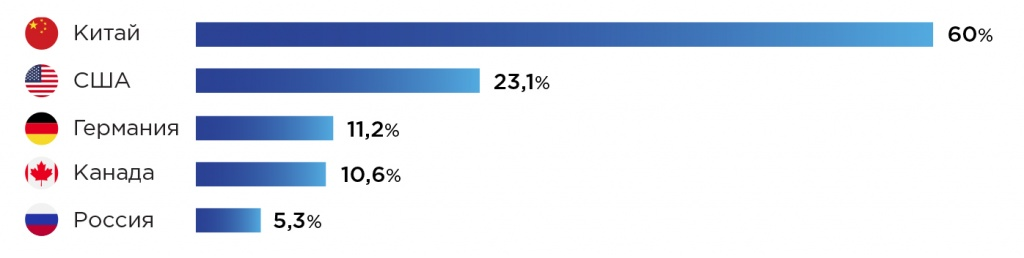 Китай 60%
США 23,1%
Германия 11,2%
Канада 10,6%
Россия 5,3%